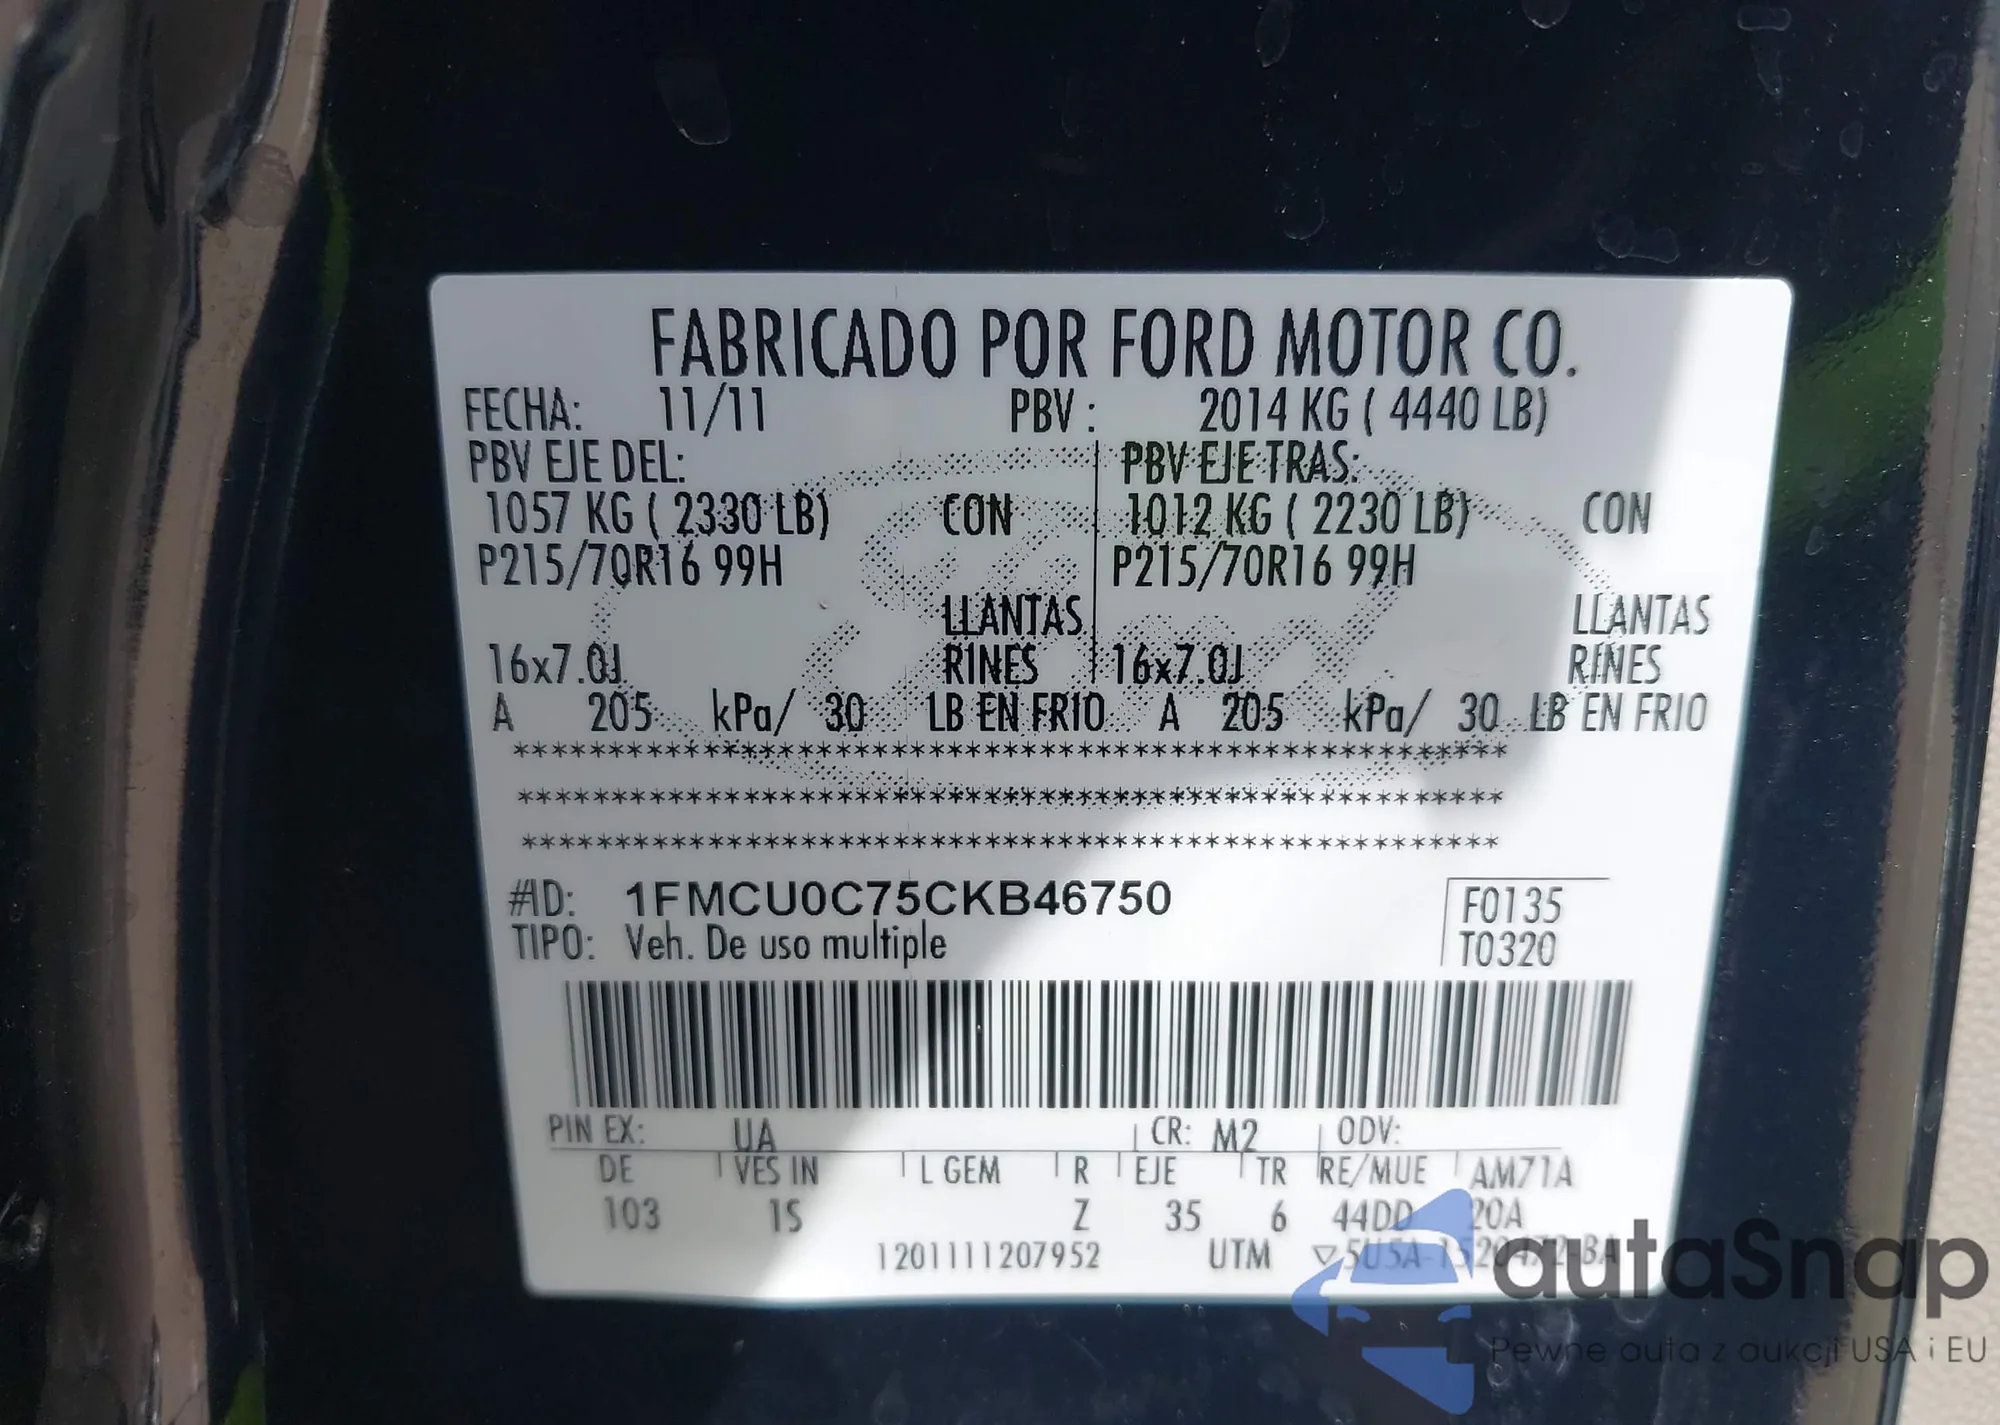 FABRICADO POR FORD MOTOR CO.
FECHA: 11/11 PBV : 2014 KG ( 4440 LB)
PBV EJE DEL: PBV EJE TRAS:
1057 KG ( 2330 LB) CON 1012 KG ( 2230 LB) CON
P215/70R16 99H P215/70R16 99H
LLANTAS LLANTAS
16x7.0J RINES 16x7.0J RINES
A 205 kPa/ 30 LB EN FRIO A 205 kPa/ 30 LB EN FRIO
*****************************************************************
*****************************************************************
*****************************************************************
#ID: 1FMCU0C75CKB46750 F0135
TIPO: Veh. De uso multiple T0320
PIN EX: UA CR: M2 ODV:
DE VES IN L GEM R EJE TR RE/MUE AM71A
103 1S Z 35 6 44DD 20A
1201111207952 UTM ▽5U5A-1520472-BA
autaSnap
Pewne auta z aukcji USA i EU